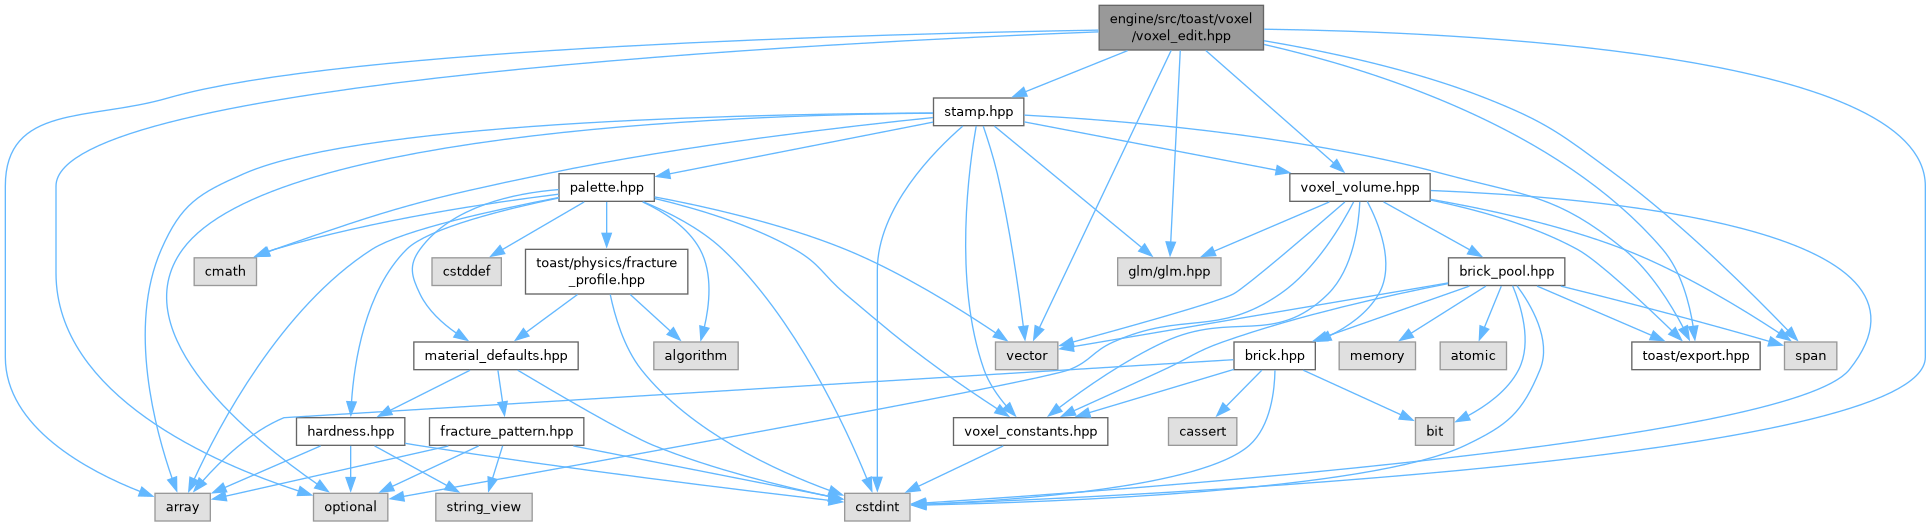 engine/src/toast/voxel
/voxel_edit.hpp
stamp.hpp
palette.hpp
voxel_volume.hpp
cmath
cstddef
toast/physics/fracture
_profile.hpp
glm/glm.hpp
brick_pool.hpp
material_defaults.hpp
algorithm
vector
brick.hpp
memory
atomic
toast/export.hpp
span
hardness.hpp
fracture_pattern.hpp
voxel_constants.hpp
cassert
bit
array
optional
string_view
cstdint